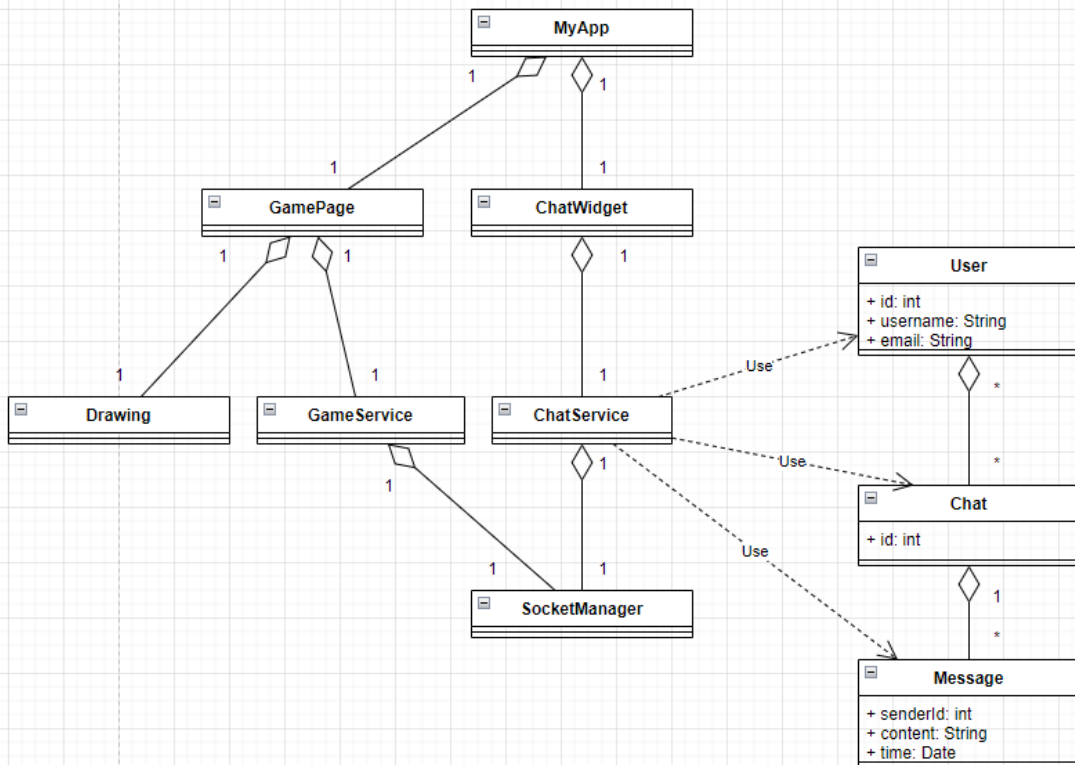 MyApp
1
1
1
1
GamePage
ChatWidget
1
1
1
User
+ id: int
+ username: String
+ email: String
Use
1
1
1
*
Drawing
GameService
ChatService
1
1
Use
*
Chat
+ id: int
Use
1
1
1
*
SocketManager
Message
+ senderId: int
+ content: String
+ time: Date